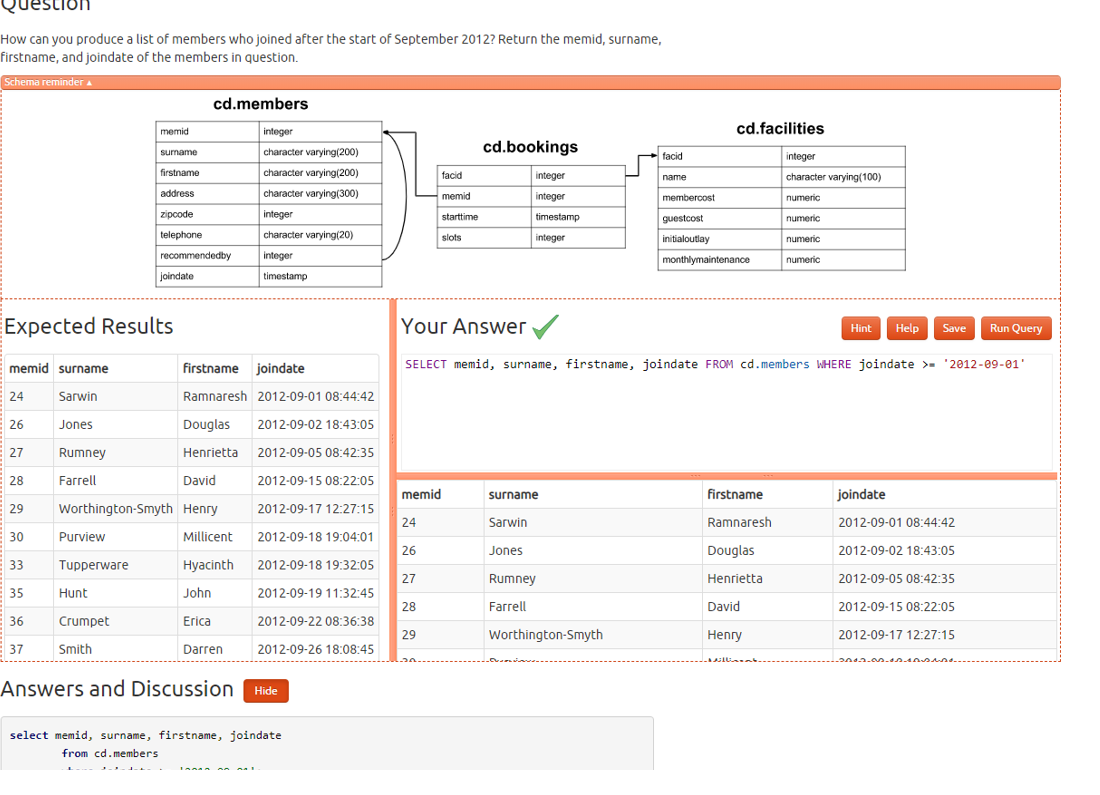 Question
How can you produce a list of members who joined after the start of September 2012? Return the memid, surname,
firstname, and joindate of the members in question.
Schema reminder ▲
cd.members
memid integer
surname character varying(200)
firstname character varying(200)
address character varying(300)
zipcode integer
telephone character varying(20)
recommendedby integer
joindate timestamp
cd.bookings
facid integer
memid integer
starttime timestamp
slots integer
cd.facilities
facid integer
name character varying(100)
membercost numeric
guestcost numeric
initialoutlay numeric
monthlymaintenance numeric
Expected Results
memid surname firstname joindate
24 Sarwin Ramnaresh 2012-09-01 08:44:42
26 Jones Douglas 2012-09-02 18:43:05
27 Rumney Henrietta 2012-09-05 08:42:35
28 Farrell David 2012-09-15 08:22:05
29 Worthington-Smyth Henry 2012-09-17 12:27:15
30 Purview Millicent 2012-09-18 19:04:01
33 Tupperware Hyacinth 2012-09-18 19:32:05
35 Hunt John 2012-09-19 11:32:45
36 Crumpet Erica 2012-09-22 08:36:38
37 Smith Darren 2012-09-26 18:08:45
Your Answer
Hint Help Save Run Query
SELECT memid, surname, firstname, joindate FROM cd.members WHERE joindate >= '2012-09-01'
memid surname firstname joindate
24 Sarwin Ramnaresh 2012-09-01 08:44:42
26 Jones Douglas 2012-09-02 18:43:05
27 Rumney Henrietta 2012-09-05 08:42:35
28 Farrell David 2012-09-15 08:22:05
29 Worthington-Smyth Henry 2012-09-17 12:27:15
Answers and Discussion Hide
select memid, surname, firstname, joindate
from cd.members